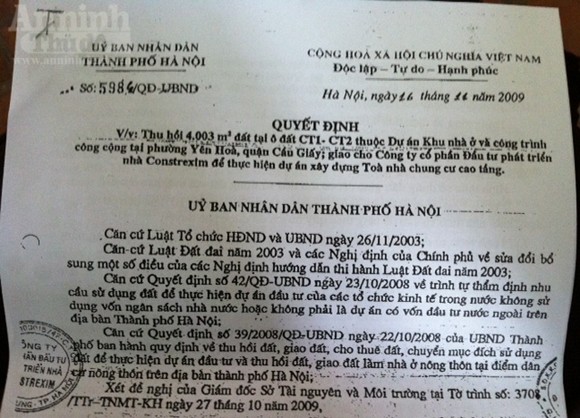 An ninh
Thủ đô
www.anninh
ỦY BAN NHÂN DÂN
THÀNH PHỐ HÀ NỘI
Số: 5984/QĐ-UBND
CỘNG HOÀ XÃ HỘI CHỦ NGHĨA VIỆT NAM
Độc lập – Tự do – Hạnh phúc
Hà Nội, ngày 16 tháng 11 năm 2009
QUYẾT ĐỊNH
V/v: Thu hồi 4.003 m² đất tại ô đất CT1- CT2 thuộc Dự án Khu nhà ở và công trình
công cộng tại phường Yên Hoà, quận Cầu Giấy; giao cho Công ty cổ phần Đầu tư phát triển
nhà Constrexim để thực hiện dự án xây dựng Toà nhà chung cư cao tầng.
UỶ BAN NHÂN DÂN THÀNH PHỐ HÀ NỘI
Căn cứ Luật Tổ chức HĐND và UBND ngày 26/11/2003;
Căn cứ Luật Đất đai năm 2003 và các Nghị định của Chính phủ về sửa đổi bổ
sung một số điều của các Nghị định hướng dẫn thi hành Luật Đất đai năm 2003;
Căn cứ Quyết định số 42/QĐ-UBND ngày 23/10/2008 về trình tự thẩm định nhu
cầu sử dụng đất để thực hiện dự án đầu tư của các tổ chức kinh tế trong nước không sử
dụng vốn ngân sách nhà nước hoặc không phải là dự án có vốn đầu tư nước ngoài trên
địa bàn Thành phố Hà Nội;
Căn cứ Quyết định số 39/2008/QĐ-UBND ngày 22/10/2008 của UBND Thành
phố ban hành quy định về thu hồi đất, giao đất, cho thuê đất, chuyển mục đích sử dụng
đất để thực hiện dự án đầu tư và thu hồi đất, giao đất làm nhà ở nông thôn tại điểm dân
cư nông thôn trên địa bàn thành phố Hà Nội;
Xét đề nghị của Giám đốc Sở Tài nguyên và Môi trường tại Tờ trình số: 3708
/TTr-TNMT-KH ngày 27 tháng 10 năm 2009,
ÔNG TY
HẦN ĐẦU TƯ
TRIỂN NHÀ
STREXIM